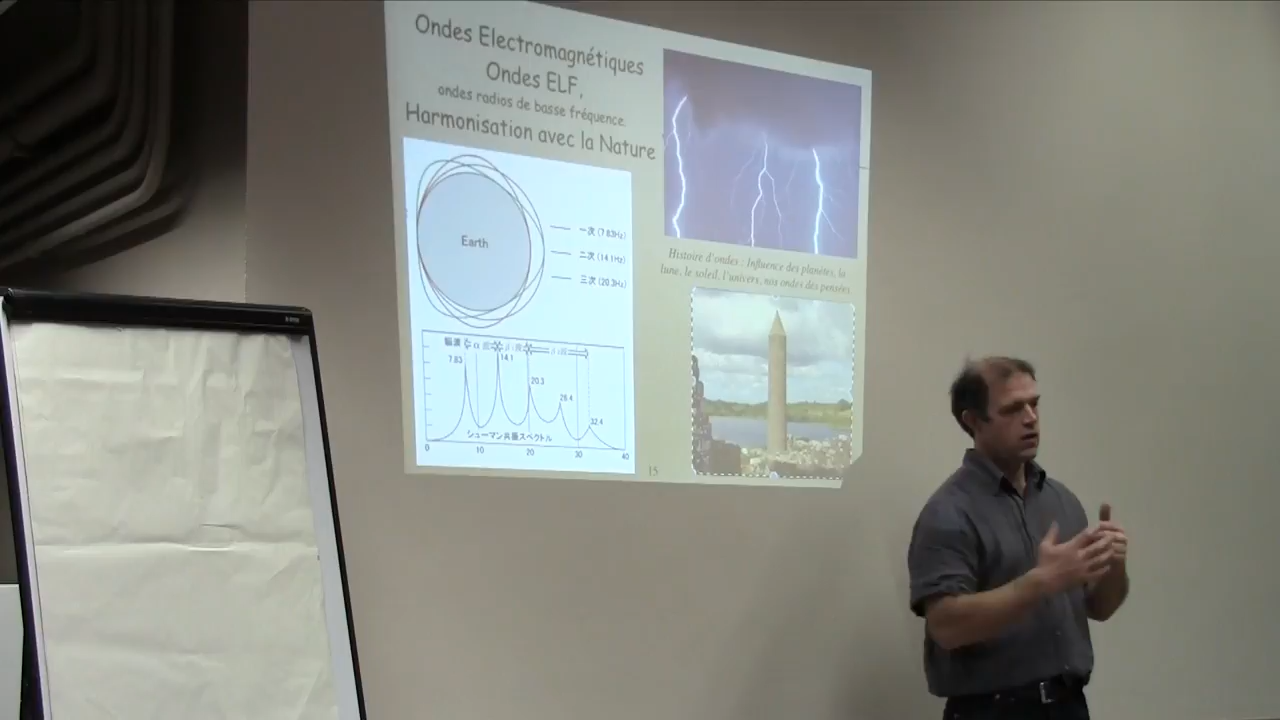 Ondes Electromagnétiques
Ondes ELF,
ondes radios de basse fréquence.
Harmonisation avec la Nature
Earth
一次 (7.83Hz)
二次 (14.1Hz)
三次 (20.3Hz)
7.83
14.1
20.3
26.4
32.4
シューマン共振スペクトル
0 10 20 30 40
Histoire d'ondes : Influence des planètes, la
lune, le soleil, l'univers, nos ondes des pensées
15